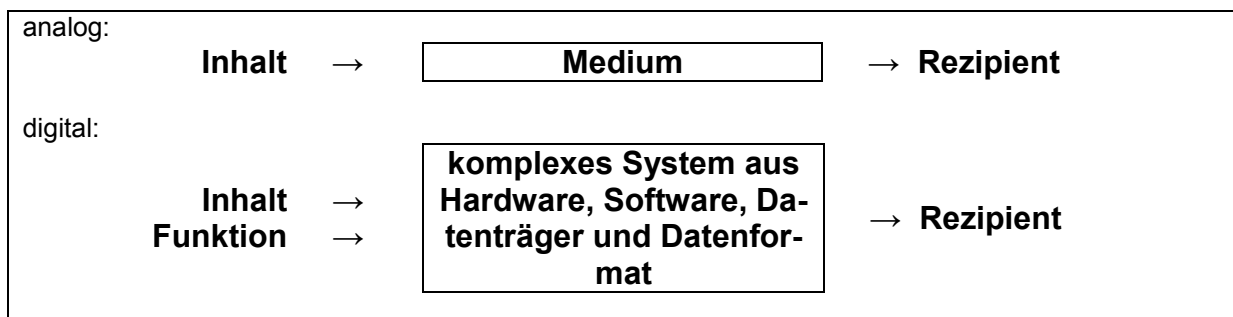 analog:
Inhalt → Medium → Rezipient
digital:
komplexes System aus
Inhalt → Hardware, Software, Da-
Funktion → tenträger und Datenfor-
mat
→ Rezipient